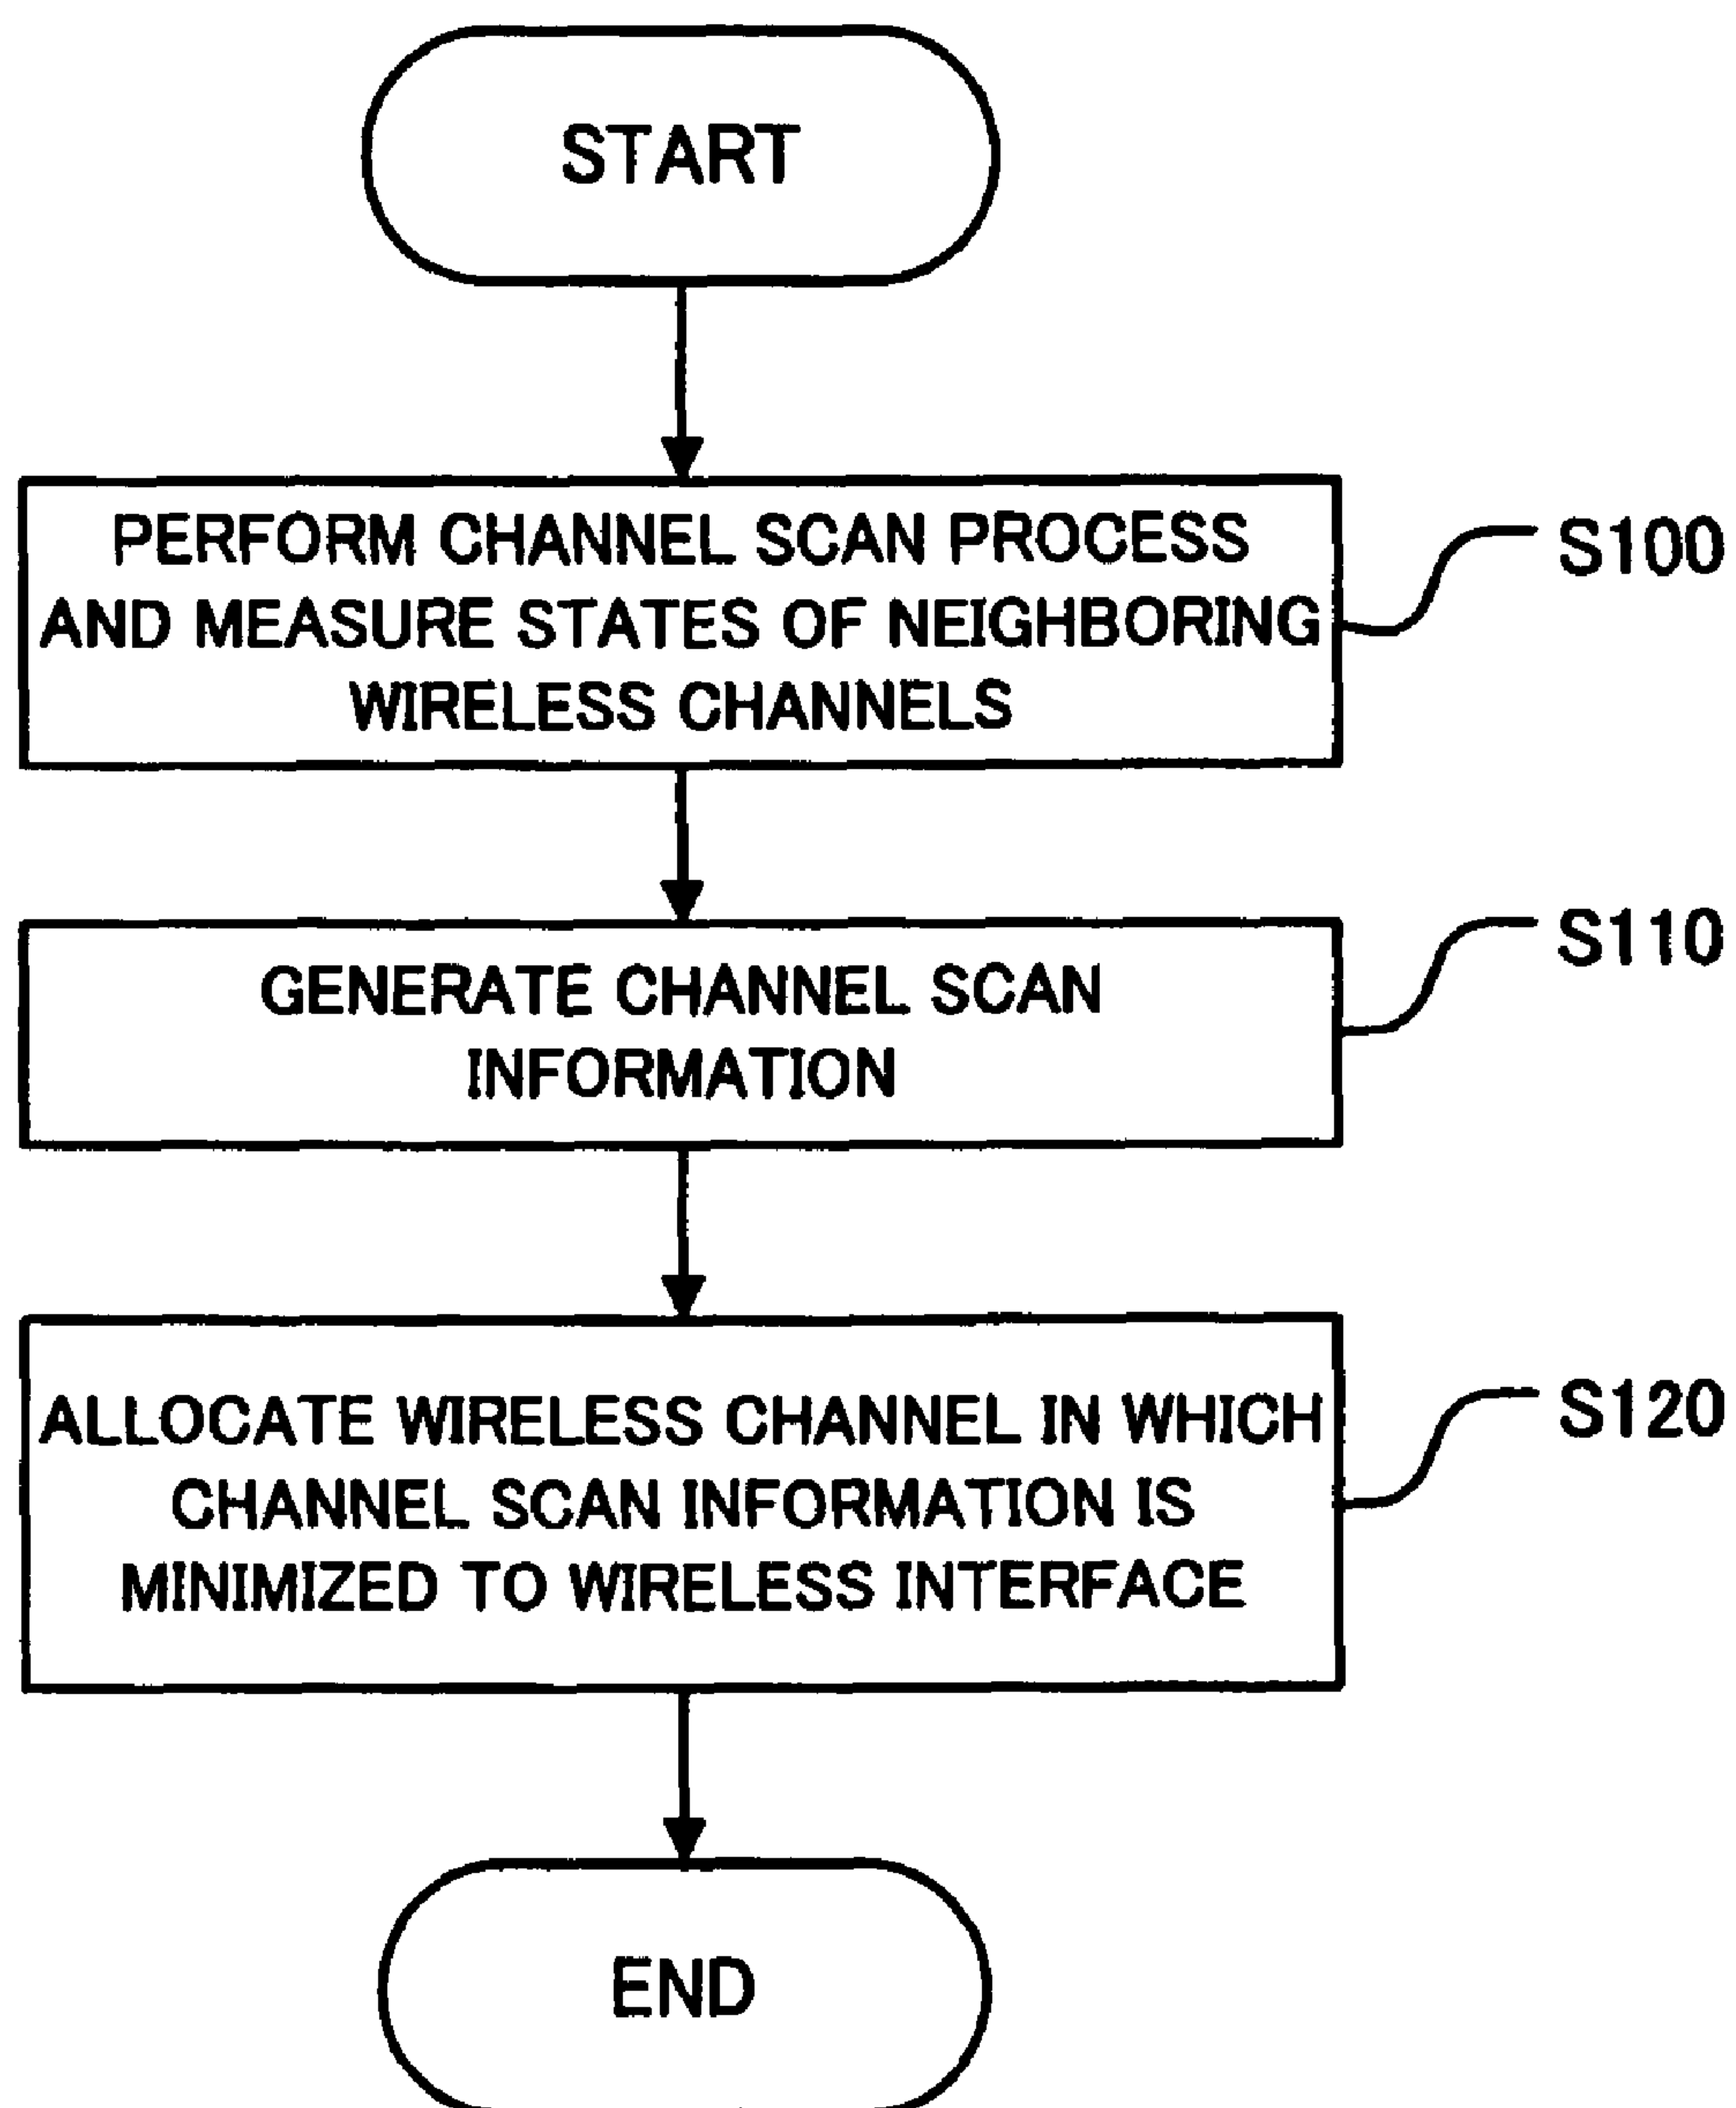 START
PERFORM CHANNEL SCAN PROCESS
AND MEASURE STATES OF NEIGHBORING
WIRELESS CHANNELS
S100
GENERATE CHANNEL SCAN
INFORMATION
S110
ALLOCATE WIRELESS CHANNEL IN WHICH
CHANNEL SCAN INFORMATION IS
MINIMIZED TO WIRELESS INTERFACE
S120
END